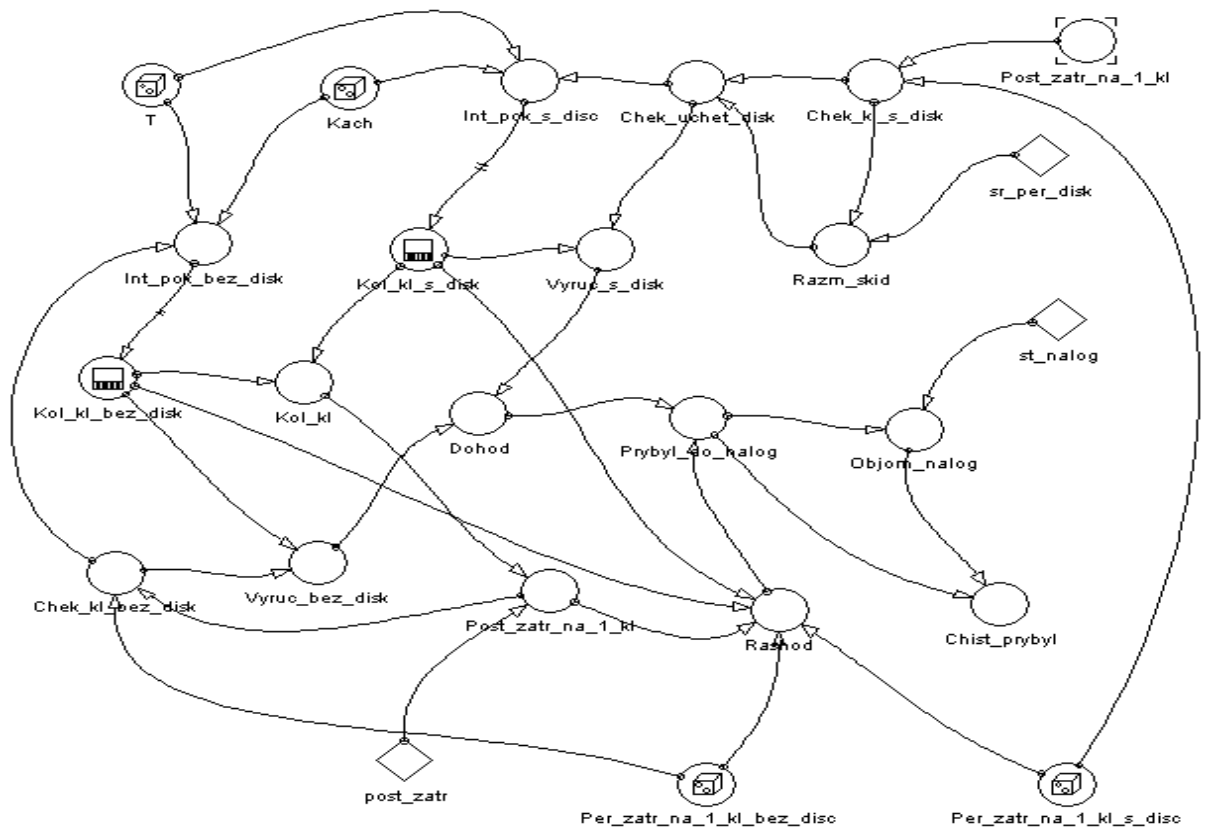 Post_zatr_na_1_kl
T
Kach
Int_pok_s_disc
Chek_uchet_disk
Chek_kl_s_disk
sr_per_disk
Int_pok_bez_disk
Kol_kl_s_disk
Vyruc_s_disk
Razm_skid
st_nalog
Kol_kl_bez_disk
Kol_kl
Dohod
Prybyl_do_nalog
Objom_nalog
Chek_kl_bez_disk
Vyruc_bez_disk
Post_zatr_na_1_kl
Rashod
Chist_prybyl
post_zatr
Per_zatr_na_1_kl_bez_disc
Per_zatr_na_1_kl_s_disc